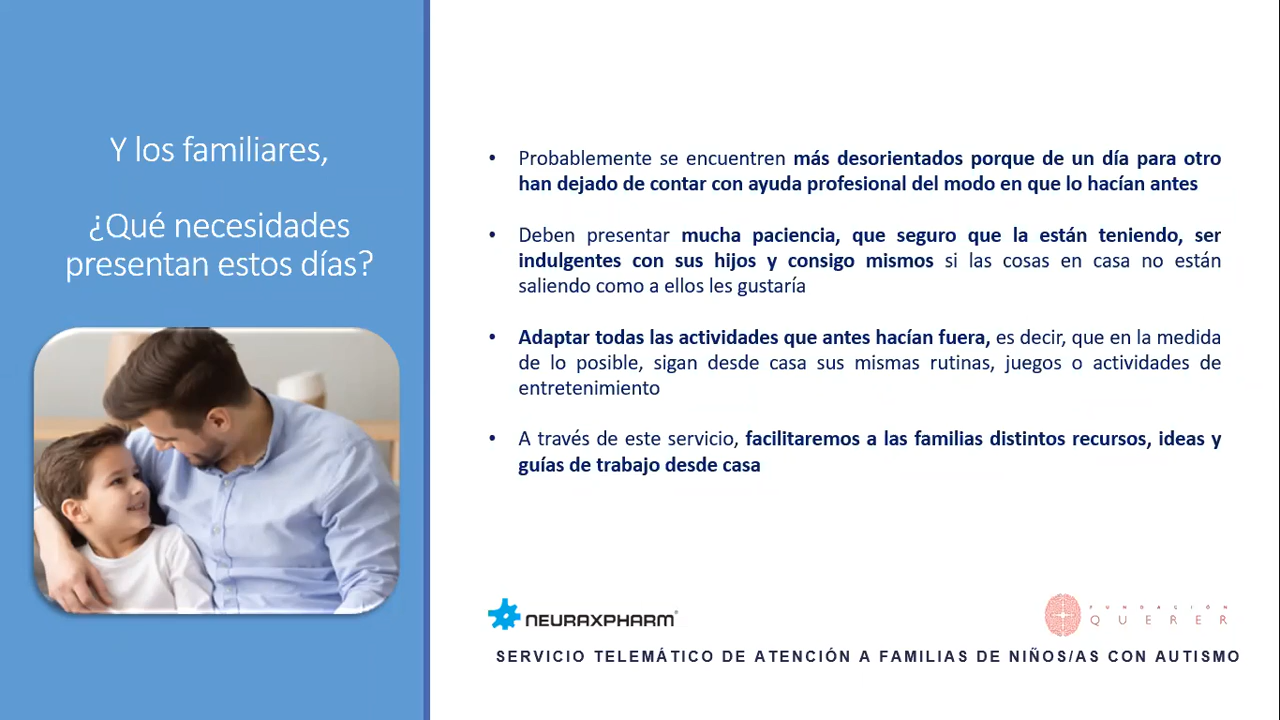 Y los familiares,
¿Qué necesidades
presentan estos días?
• Probablemente se encuentren más desorientados porque de un día para otro
han dejado de contar con ayuda profesional del modo en que lo hacían antes
• Deben presentar mucha paciencia, que seguro que la están teniendo, ser
indulgentes con sus hijos y consigo mismos si las cosas en casa no están
saliendo como a ellos les gustaría
• Adaptar todas las actividades que antes hacían fuera, es decir, que en la medida
de lo posible, sigan desde casa sus mismas rutinas, juegos o actividades de
entretenimiento
• A través de este servicio, facilitaremos a las familias distintos recursos, ideas y
guías de trabajo desde casa
NEURAXPHARM®
FUNDACIÓN
QUERER
SERVICIO TELEMÁTICO DE ATENCIÓN A FAMILIAS DE NIÑOS/AS CON AUTISMO